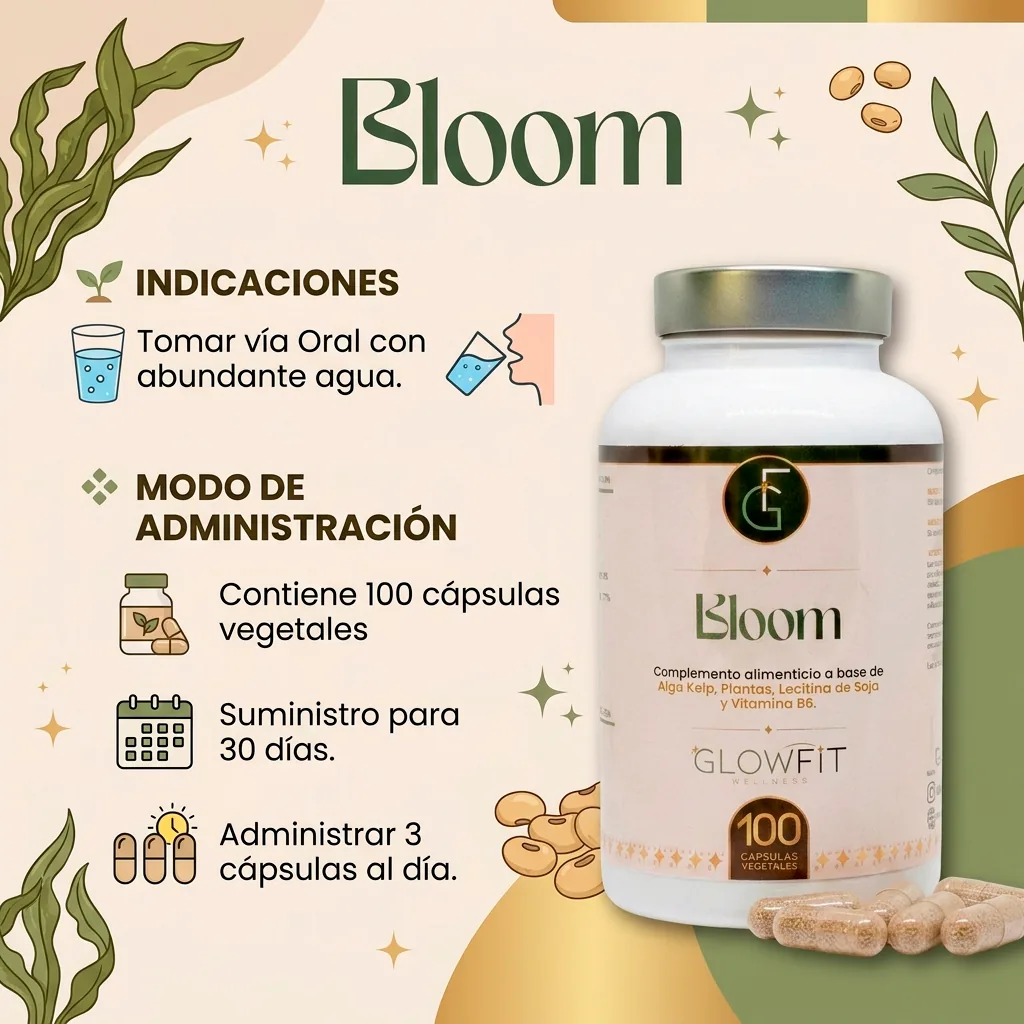 Bloom
INDICACIONES
Tomar vía Oral con
abundante agua.
MODO DE
ADMINISTRACIÓN
Contiene 100 cápsulas
vegetales
Suministro para
30 días.
Administrar 3
cápsulas al día.
GF
Bloom
Complemento alimenticio a base de
Alga Kelp, Plantas, Lecitina de Soja
y Vitamina B6.
GLOWFIT
WELLNESS
100
CAPSULAS
VEGETALES